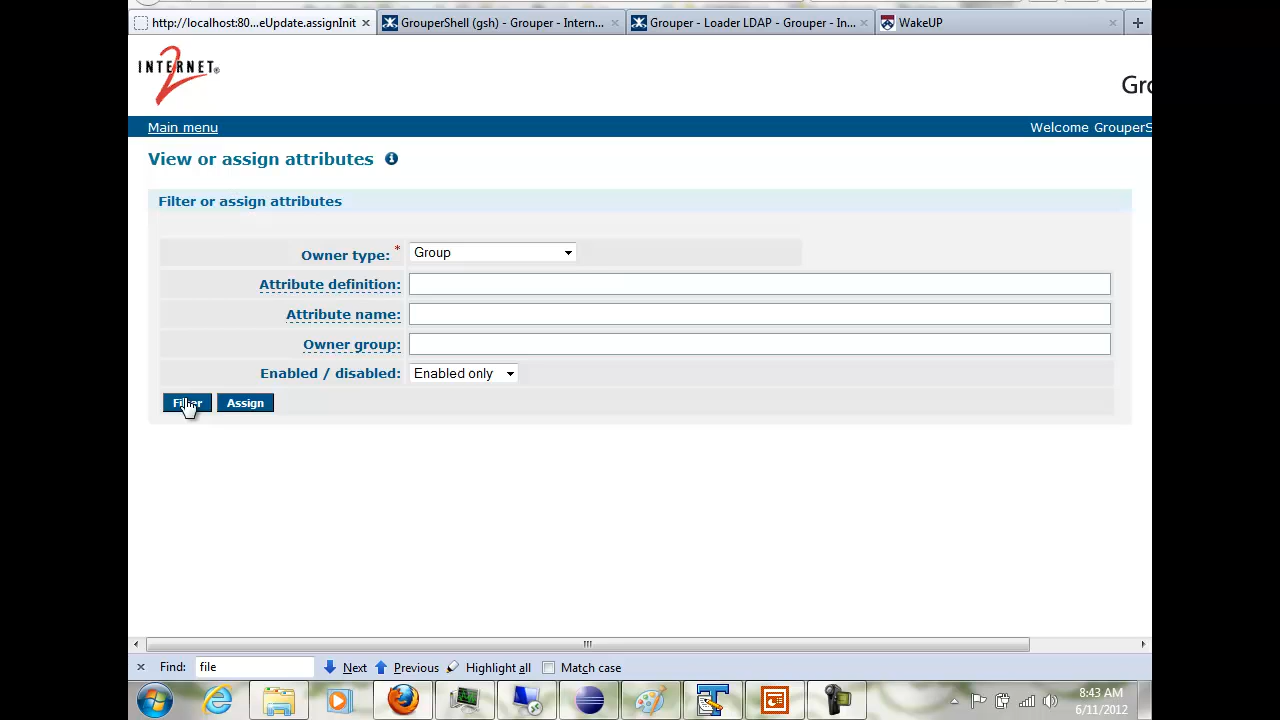 http://localhost:80...eUpdate.assignInit
GrouperShell (gsh) - Grouper - Intern...
Grouper - Loader LDAP - Grouper - In...
WakeUP
INTERNET®
2
Gro
Main menu
Welcome GrouperS
View or assign attributes
Filter or assign attributes
Owner type: *
Group
Attribute definition:
Attribute name:
Owner group:
Enabled / disabled:
Enabled only
Filter
Assign
Find:
file
Next
Previous
Highlight all
Match case
8:43 AM
6/11/2012